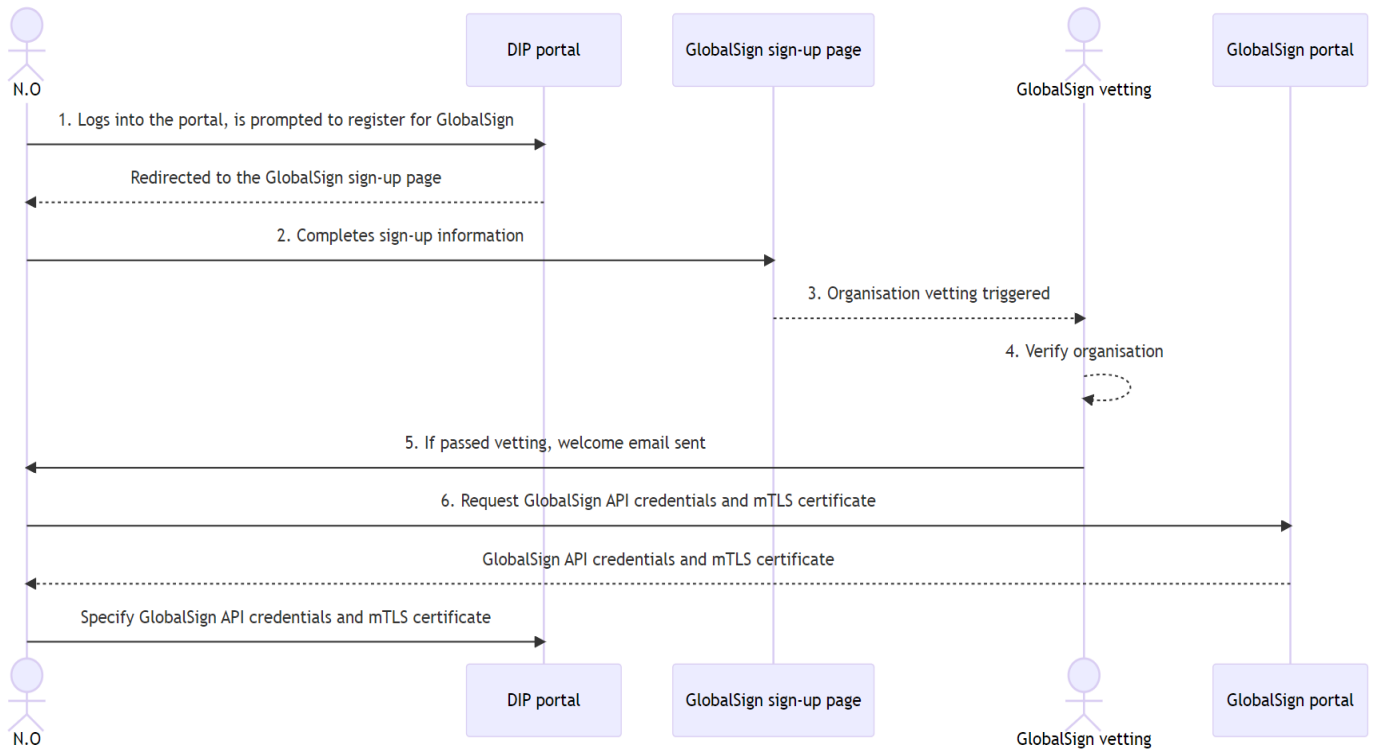 DIP portal
GlobalSign sign-up page
GlobalSign portal
N.O
GlobalSign vetting
1. Logs into the portal, is prompted to register for GlobalSign
Redirected to the GlobalSign sign-up page
2. Completes sign-up information
3. Organisation vetting triggered
4. Verify organisation
5. If passed vetting, welcome email sent
6. Request GlobalSign API credentials and mTLS certificate
GlobalSign API credentials and mTLS certificate
Specify GlobalSign API credentials and mTLS certificate
DIP portal
GlobalSign sign-up page
GlobalSign portal
N.O
GlobalSign vetting